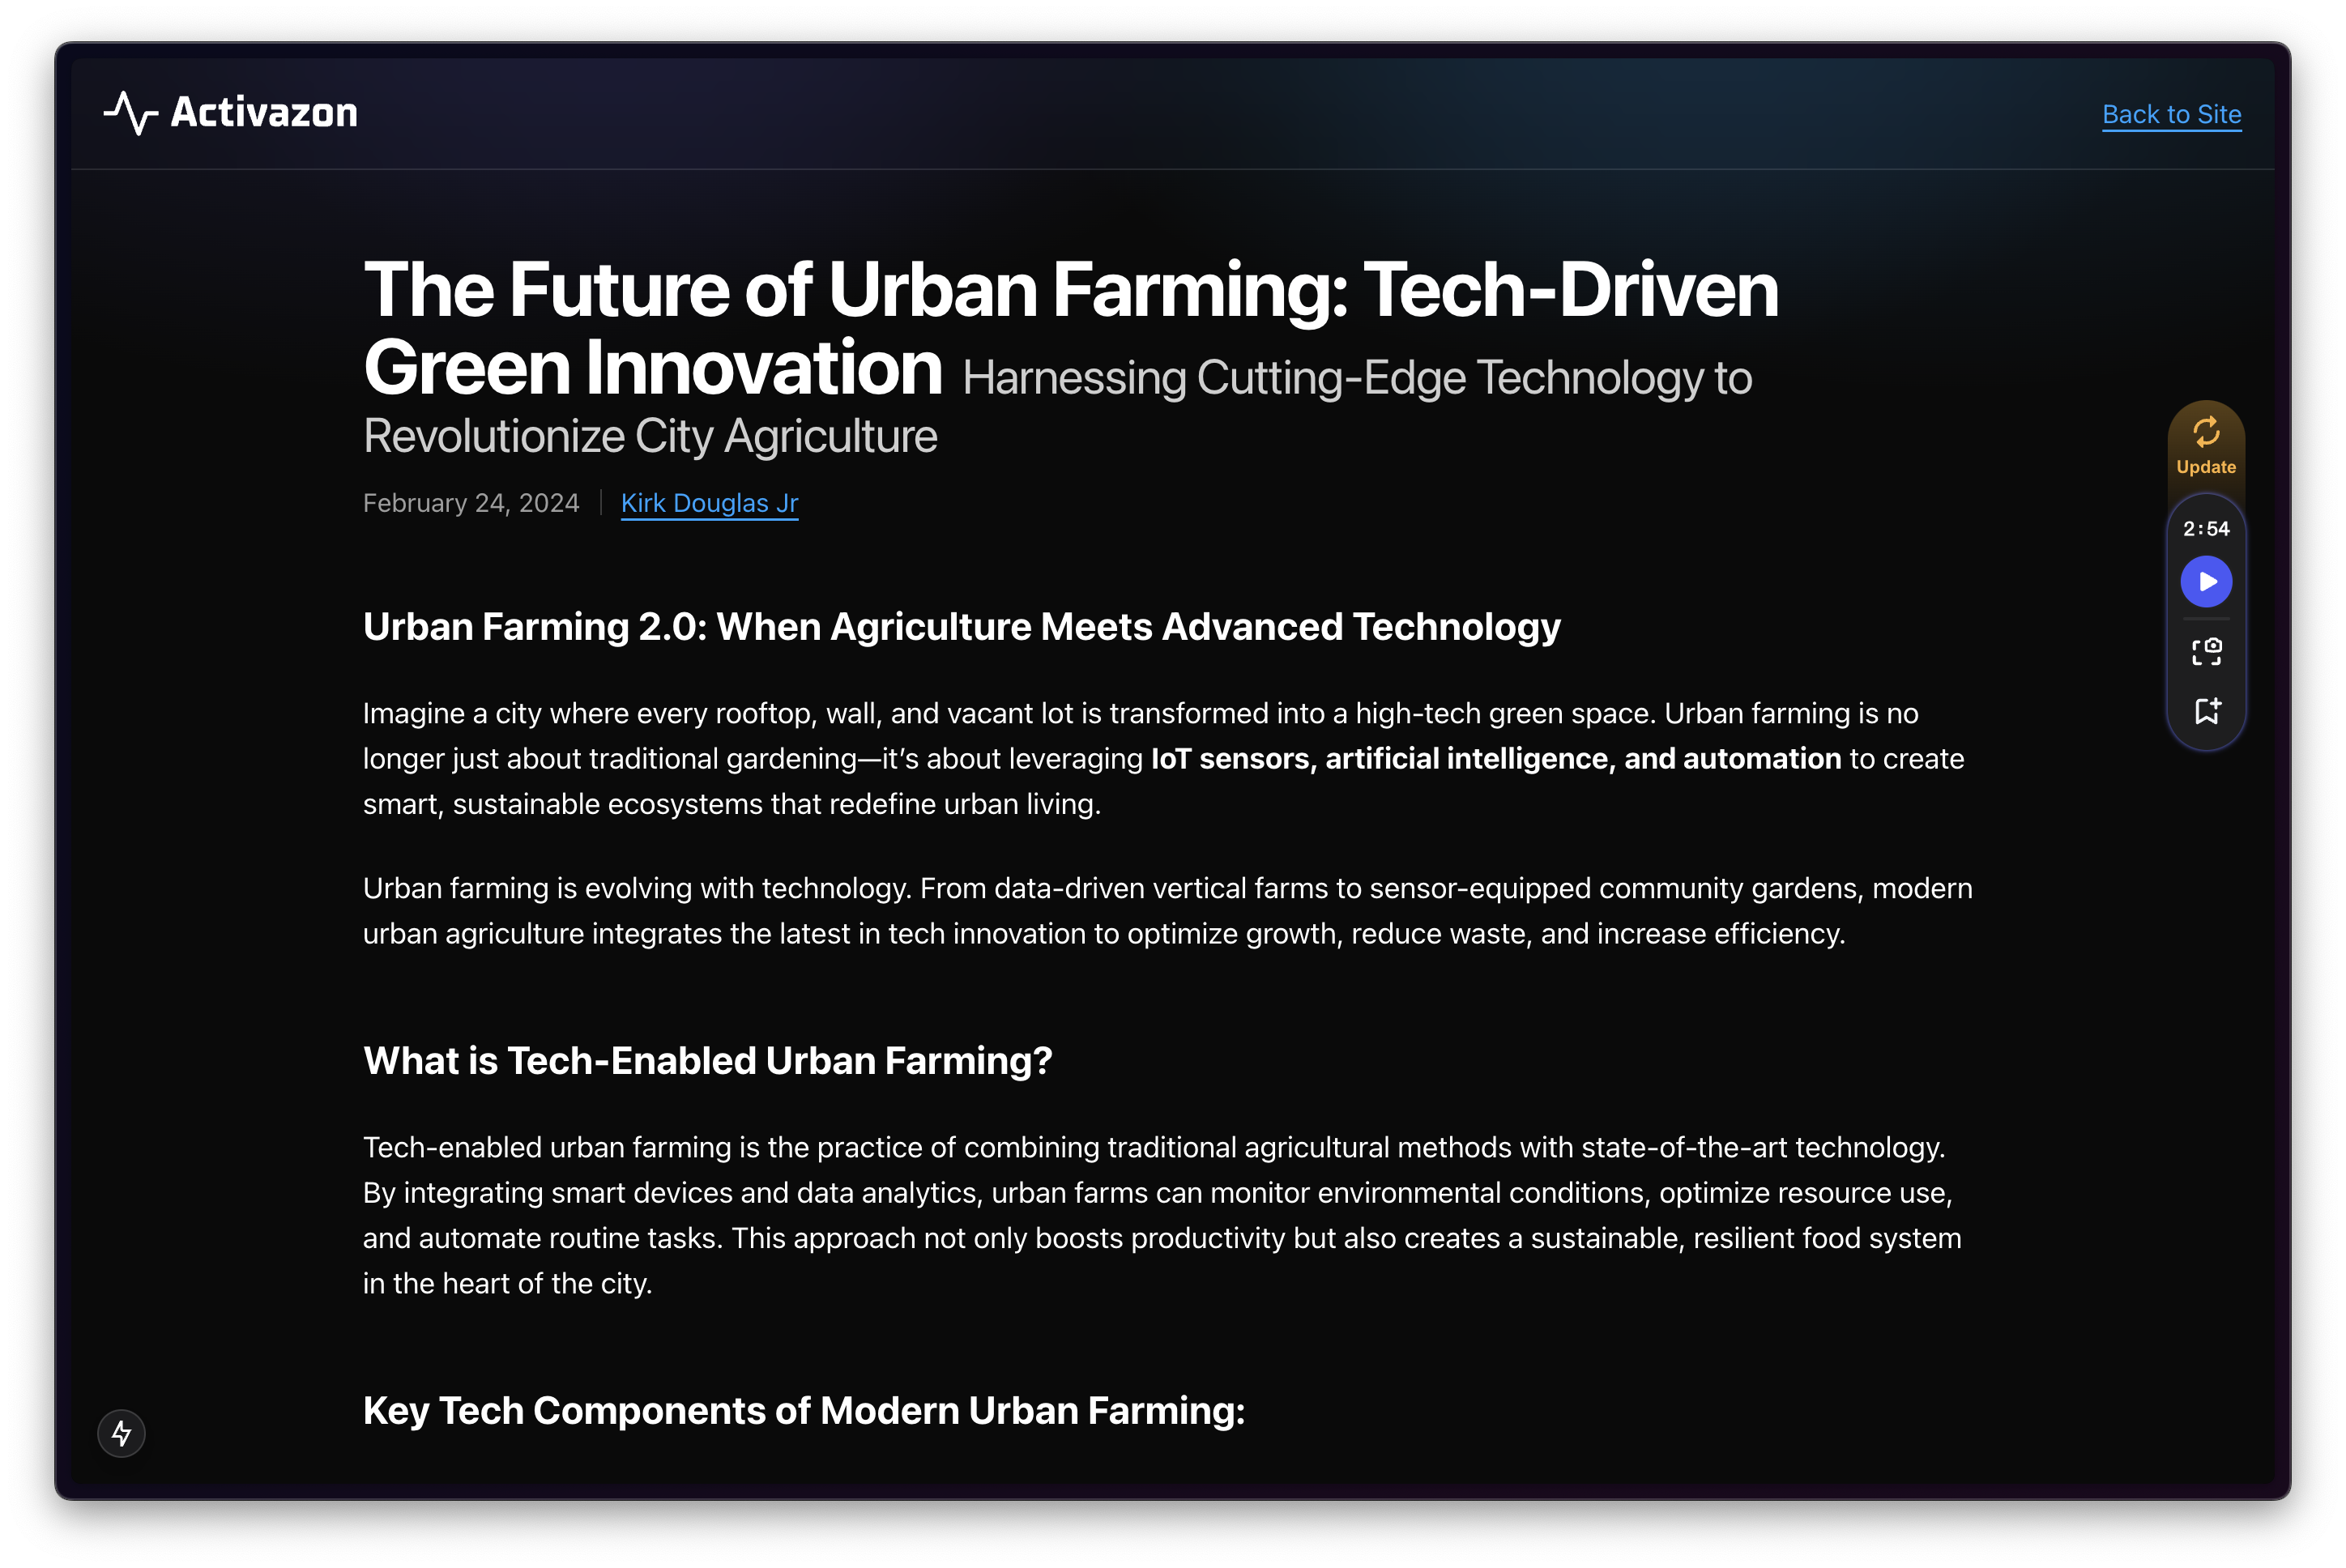 Activazon
Back to Site
The Future of Urban Farming: Tech-Driven
Green Innovation Harnessing Cutting-Edge Technology to
Revolutionize City Agriculture
February 24, 2024 | Kirk Douglas Jr
Update
2:54
Urban Farming 2.0: When Agriculture Meets Advanced Technology
Imagine a city where every rooftop, wall, and vacant lot is transformed into a high-tech green space. Urban farming is no
longer just about traditional gardening—it’s about leveraging IoT sensors, artificial intelligence, and automation to create
smart, sustainable ecosystems that redefine urban living.
Urban farming is evolving with technology. From data-driven vertical farms to sensor-equipped community gardens, modern
urban agriculture integrates the latest in tech innovation to optimize growth, reduce waste, and increase efficiency.
What is Tech-Enabled Urban Farming?
Tech-enabled urban farming is the practice of combining traditional agricultural methods with state-of-the-art technology.
By integrating smart devices and data analytics, urban farms can monitor environmental conditions, optimize resource use,
and automate routine tasks. This approach not only boosts productivity but also creates a sustainable, resilient food system
in the heart of the city.
Key Tech Components of Modern Urban Farming: